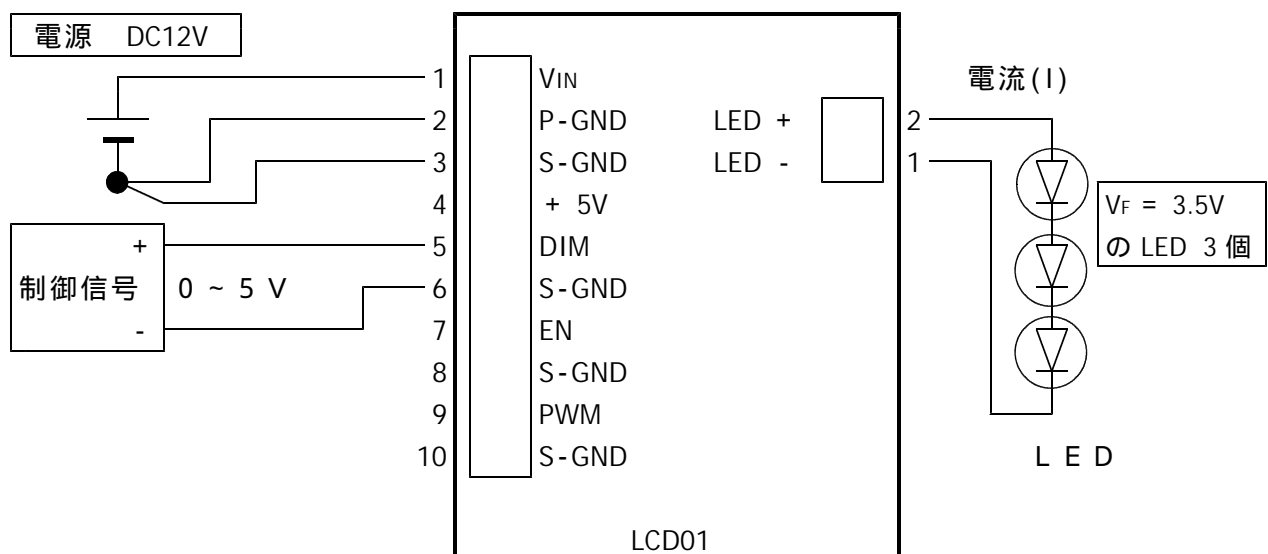 電源 DC12V
1 VIN
2 P-GND LED + 2
3 S-GND LED - 1
4 + 5V
5 DIM
6 S-GND
7 EN
8 S-GND
9 PWM
10 S-GND
+
制御信号 0 ~ 5 V
-
電流(I)
VF = 3.5V
の LED 3 個
L E D
LCD01